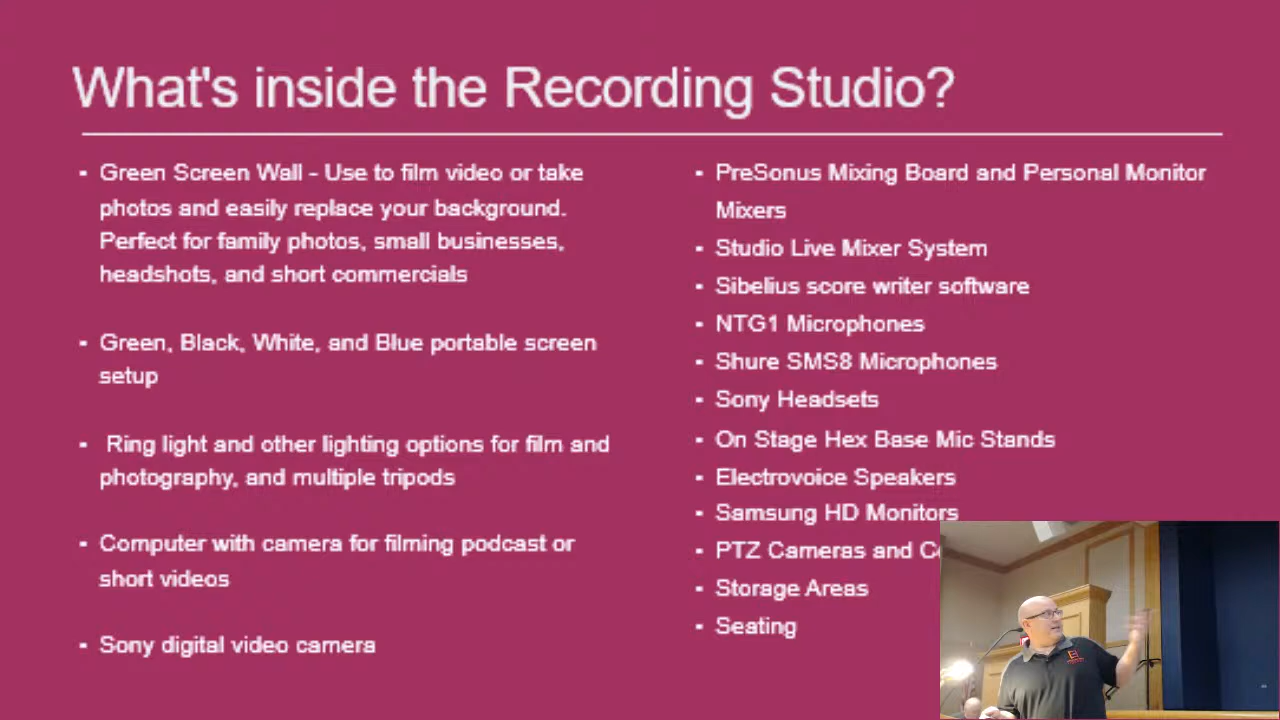 What's inside the Recording Studio?
▪ Green Screen Wall - Use to film video or take
photos and easily replace your background.
Perfect for family photos, small businesses,
headshots, and short commercials
▪ Green, Black, White, and Blue portable screen
setup
▪ Ring light and other lighting options for film and
photography, and multiple tripods
▪ Computer with camera for filming podcast or
short videos
▪ Sony digital video camera
▪ PreSonus Mixing Board and Personal Monitor
Mixers
▪ Studio Live Mixer System
▪ Sibelius score writer software
▪ NTG1 Microphones
▪ Shure SMS8 Microphones
▪ Sony Headsets
▪ On Stage Hex Base Mic Stands
▪ Electrovoice Speakers
▪ Samsung HD Monitors
▪ PTZ Cameras and
▪ Storage Areas
▪ Seating